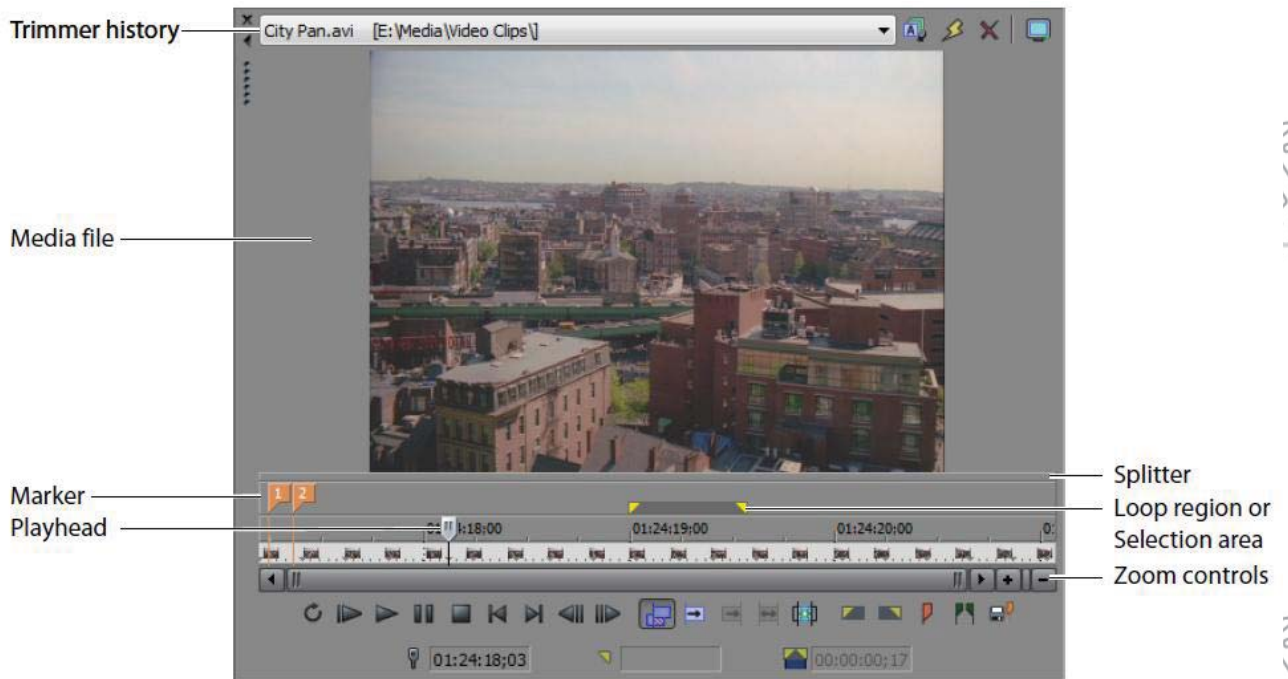 Trimmer history
City Pan.avi [E:\Media\Video Clips\]
Media file
Splitter
Marker
1 2
Loop region or
Selection area
Playhead
01:24:19;00
01:24:20;00
Zoom controls
01:24:18;03
00:00:00;17